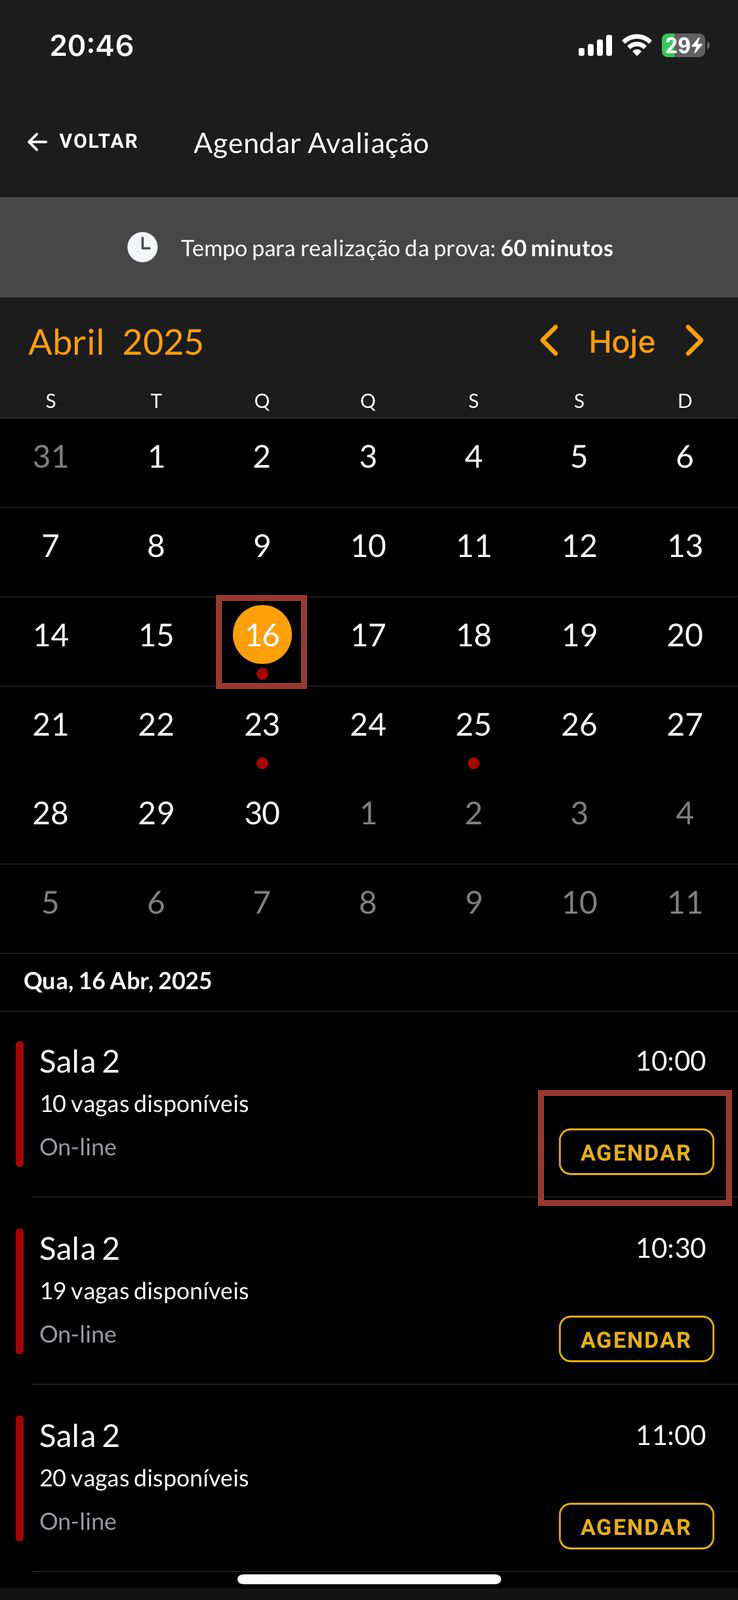 20:46
29
VOLTAR Agendar Avaliação
Tempo para realização da prova: 60 minutos
Abril 2025 Hoje
S T Q Q S S D
31 1 2 3 4 5 6
7 8 9 10 11 12 13
14 15 16 17 18 19 20
21 22 23 24 25 26 27
28 29 30 1 2 3 4
5 6 7 8 9 10 11
Qua, 16 Abr, 2025
Sala 2 10:00
10 vagas disponíveis
On-line AGENDAR
Sala 2 10:30
19 vagas disponíveis
On-line AGENDAR
Sala 2 11:00
20 vagas disponíveis
On-line AGENDAR